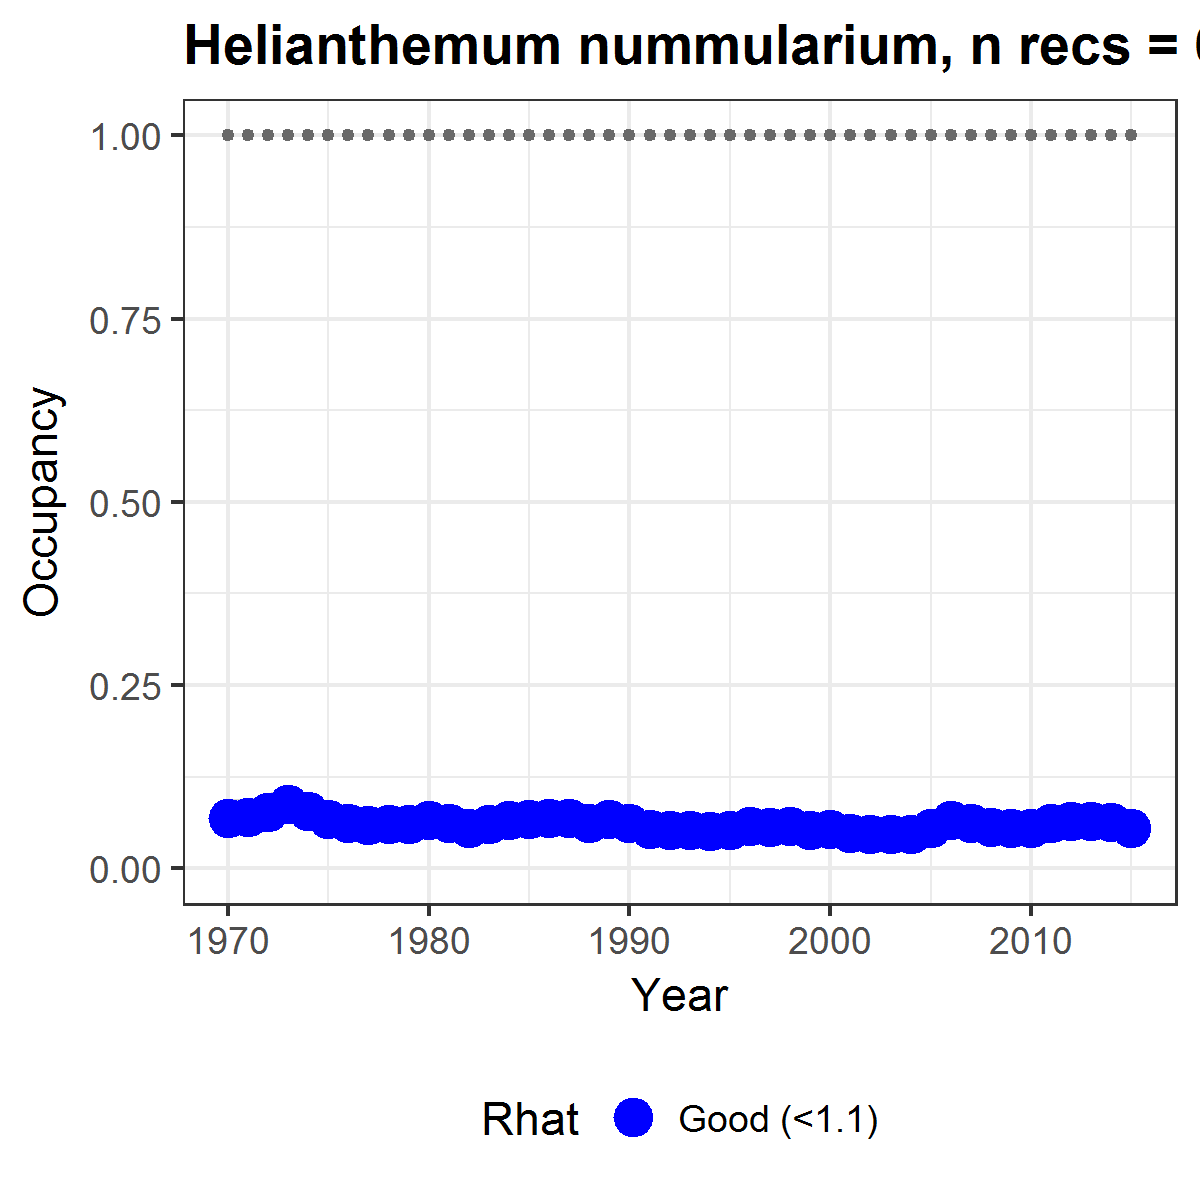 Helianthemum nummularium, n recs =
1.00
0.75
0.50
0.25
0.00
Occupancy
1970 1980 1990 2000 2010
Year
Rhat Good (<1.1)